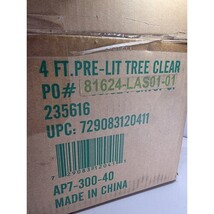 4 FT.PRE-LIT TREE CLEAR
PO# 81624-LAS01-01
235616
UPC: 729083120411
AP7-300-40
MADE IN CHINA